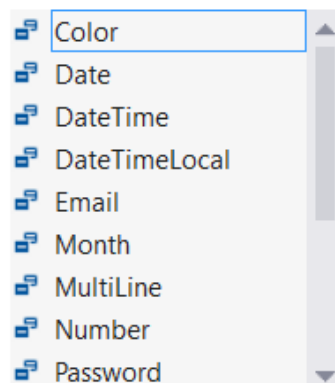 Color
Date
DateTime
DateTimeLocal
Email
Month
MultiLine
Number
Password